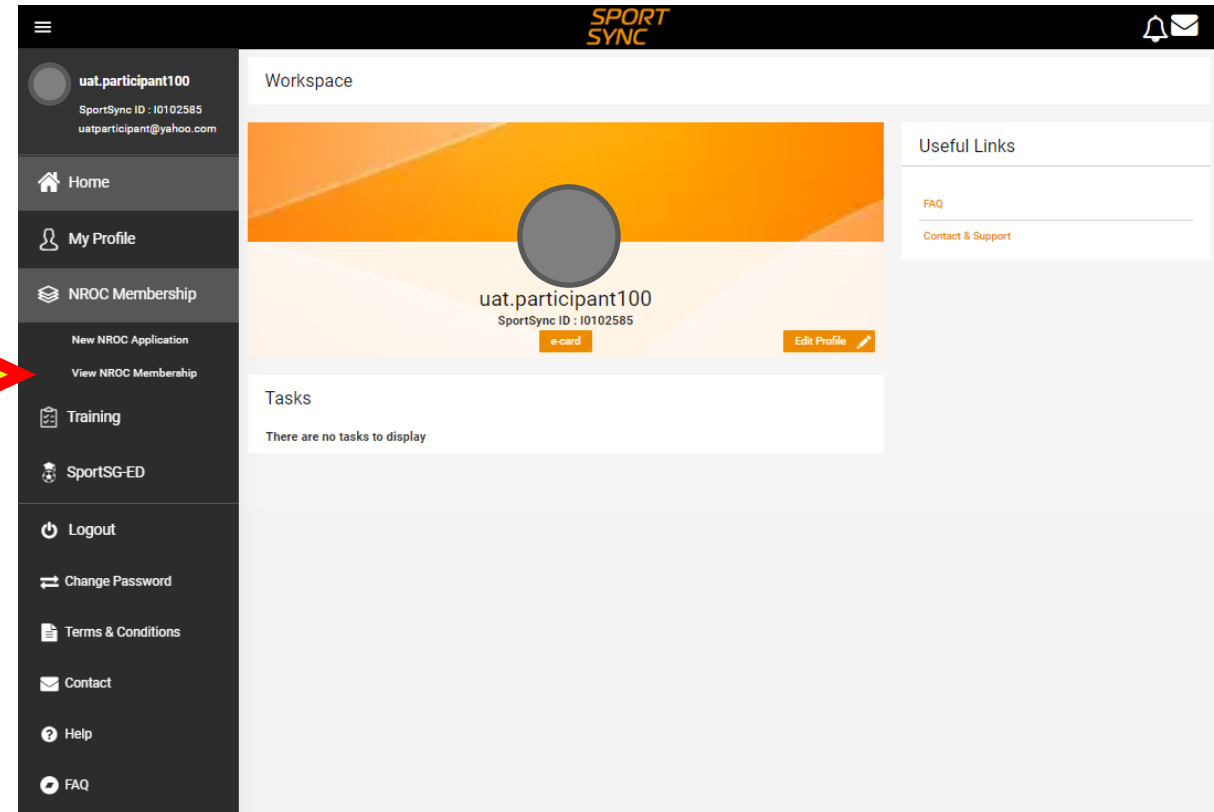 SPORT
SYNC
uat.participant100
SportSync ID : I0102585
uatparticipant@yahoo.com
Home
My Profile
NROC Membership
New NROC Application
View NROC Membership
Training
SportSG-ED
Logout
Change Password
Terms & Conditions
Contact
Help
FAQ
Workspace
uat.participant100
SportSync ID : I0102585
e-card
Edit Profile
Tasks
There are no tasks to display
Useful Links
FAQ
Contact & Support